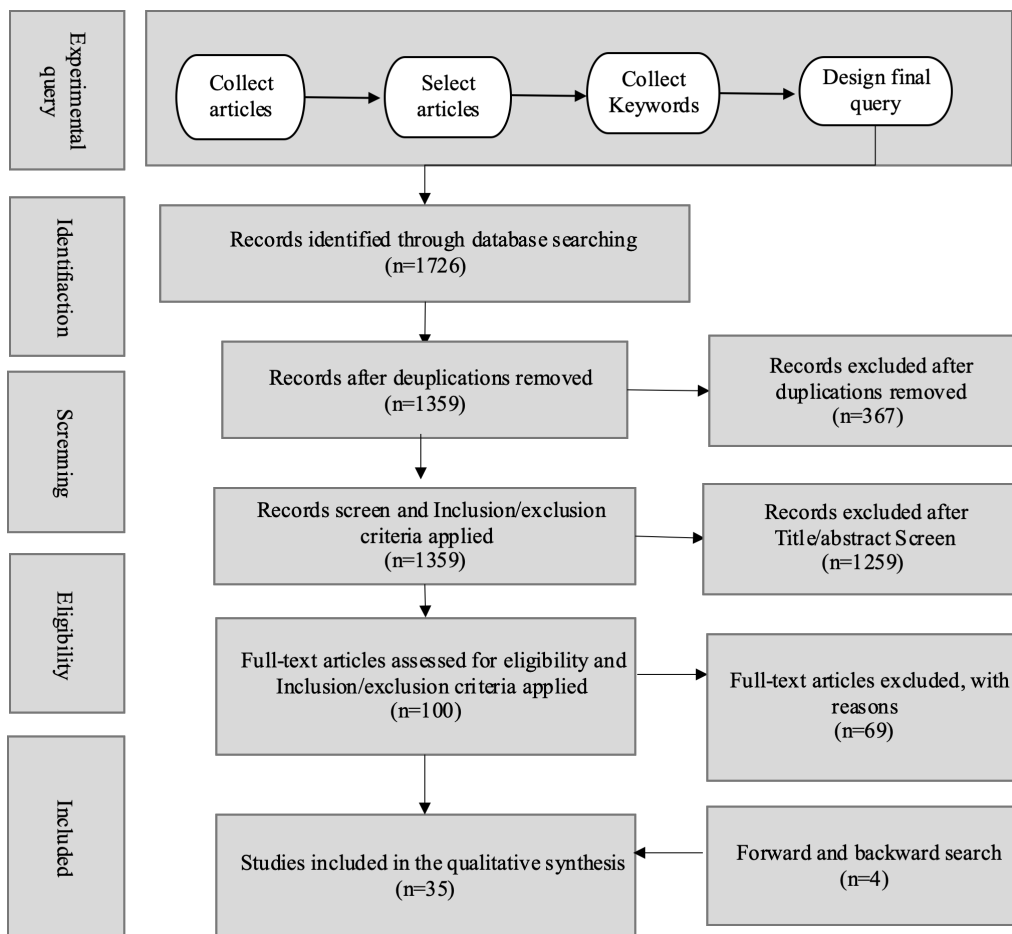 Experimental
query
Collect
articles
Select
articles
Collect
Keywords
Design final
query
Identifiaction
Records identified through database searching
(n=1726)
Records after deuplications removed
(n=1359)
Records excluded after
duplications removed
(n=367)
Screnning
Records screen and Inclusion/exclusion
criteria applied
(n=1359)
Records excluded after
Title/abstract Screen
(n=1259)
Eligibility
Full-text articles assessed for eligibility and
Inclusion/exclusion criteria applied
(n=100)
Full-text articles excluded, with
reasons
(n=69)
Included
Studies included in the qualitative synthesis
(n=35)
Forward and backward search
(n=4)